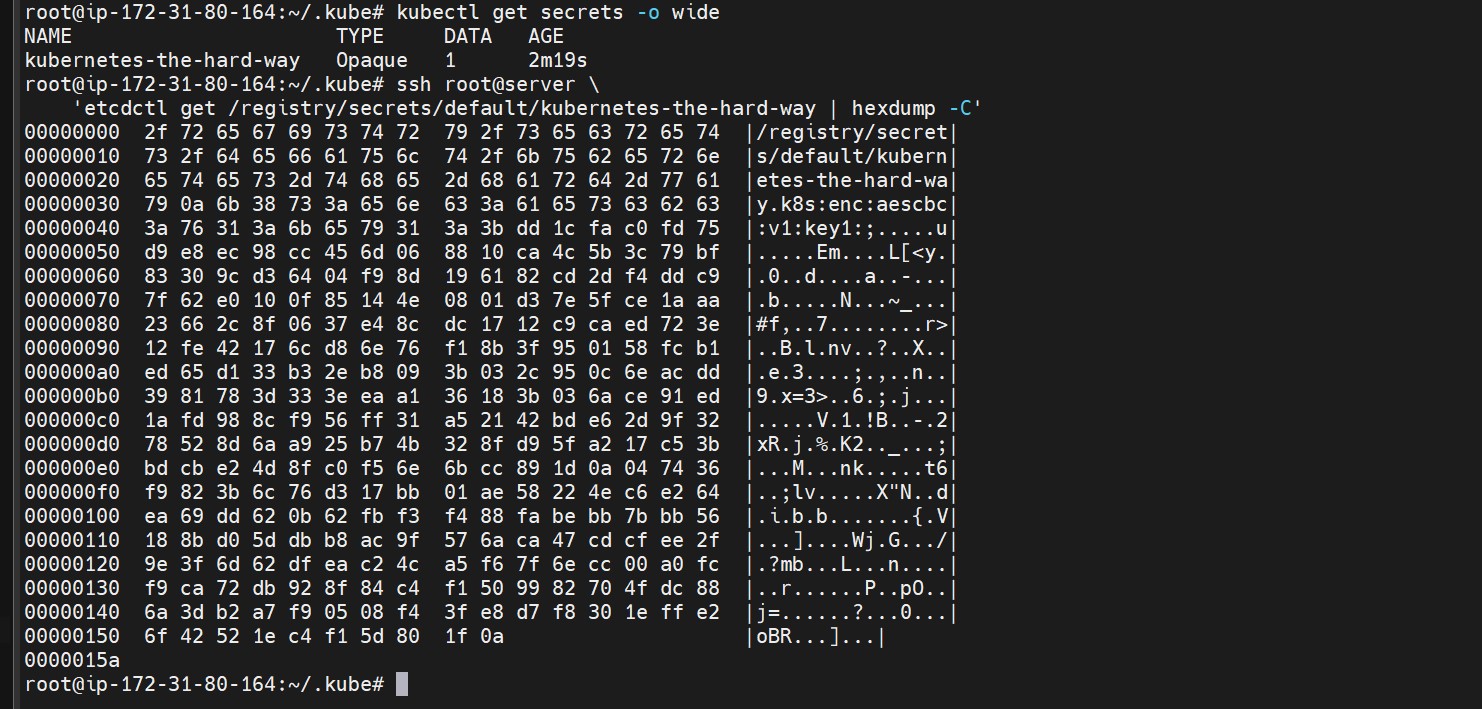 root@ip-172-31-80-164:~/.kube# kubectl get secrets -o wide
NAME                      TYPE     DATA   AGE
kubernetes-the-hard-way   Opaque   1      2m19s
root@ip-172-31-80-164:~/.kube# ssh root@server \
    'etcdctl get /registry/secrets/default/kubernetes-the-hard-way | hexdump -C'
00000000  2f 72 65 67 69 73 74 72  79 2f 73 65 63 72 65 74  |/registry/secret|
00000010  73 2f 64 65 66 61 75 6c  74 2f 6b 75 62 65 72 6e  |s/default/kubern|
00000020  65 74 65 73 2d 74 68 65  2d 68 61 72 64 2d 77 61  |etes-the-hard-wa|
00000030  79 0a 6b 38 73 3a 65 6e  63 3a 61 65 73 63 62 63  |y.k8s:enc:aescbc|
00000040  3a 76 31 3a 6b 65 79 31  3a 3b dd 1c fa c0 fd 75  |:v1:key1:;.....u|
00000050  d9 e8 ec 98 cc 45 6d 06  88 10 ca 4c 5b 3c 79 bf  |.....Em....L[<y.|
00000060  83 30 9c d3 64 04 f9 8d  19 61 82 cd 2d f4 dd c9  |.0..d....a..-...|
00000070  7f 62 e0 10 0f 85 14 4e  08 01 d3 7e 5f ce 1a aa  |.b.....N...~_...|
00000080  23 66 2c 8f 06 37 e4 8c  dc 17 12 c9 ca ed 72 3e  |#f,..7........r>|
00000090  12 fe 42 17 6c d8 6e 76  f1 8b 3f 95 01 58 fc b1  |..B.l.nv..?..X..|
000000a0  ed 65 d1 33 b3 2e b8 09  3b 03 2c 95 0c 6e ac dd  |.e.3....;.,..n..|
000000b0  39 81 78 3d 33 3e ea a1  36 18 3b 03 6a ce 91 ed  |9.x=3>..6.;.j...|
000000c0  1a fd 98 8c f9 56 ff 31  a5 21 42 bd e6 2d 9f 32  |.....V.1.!B..-.2|
000000d0  78 52 8d 6a a9 25 b7 4b  32 8f d9 5f a2 17 c5 3b  |xR.j.%.K2.._...;|
000000e0  bd cb e2 4d 8f c0 f5 6e  6b cc 89 1d 0a 04 74 36  |...M...nk.....t6|
000000f0  f9 82 3b 6c 76 d3 17 bb  01 ae 58 22 4e c6 e2 64  |..;lv.....X"N..d|
00000100  ea 69 dd 62 0b 62 fb f3  f4 88 fa be bb 7b bb 56  |.i.b.b.......{.V|
00000110  18 8b d0 5d db b8 ac 9f  57 6a ca 47 cd cf ee 2f  |...]....Wj.G.../|
00000120  9e 3f 6d 62 df ea c2 4c  a5 f6 7f 6e cc 00 a0 fc  |.?mb...L...n....|
00000130  f9 ca 72 db 92 8f 84 c4  f1 50 99 82 70 4f dc 88  |..r......P..pO..|
00000140  6a 3d b2 a7 f9 05 08 f4  3f e8 d7 f8 30 1e ff e2  |j=......?...0...|
00000150  6f 42 52 1e c4 f1 5d 80  1f 0a                    |oBR...]...|
0000015a
root@ip-172-31-80-164:~/.kube#